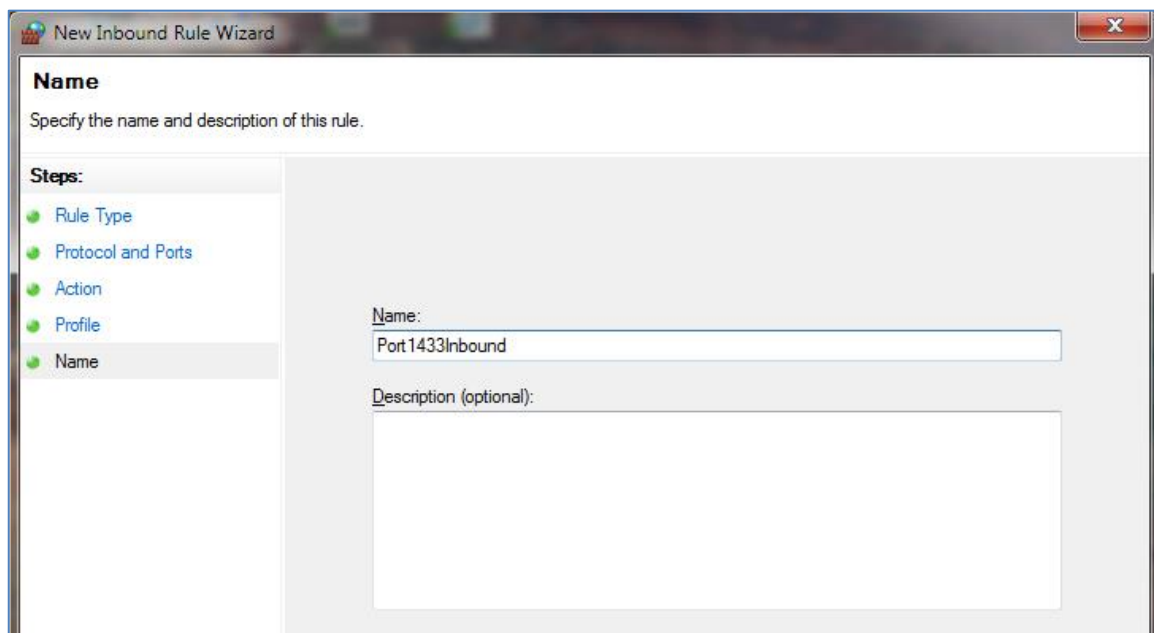 New Inbound Rule Wizard
Name
Specify the name and description of this rule.
Steps:
Rule Type
Protocol and Ports
Action
Profile
Name
Name:
Port1433Inbound
Description (optional):